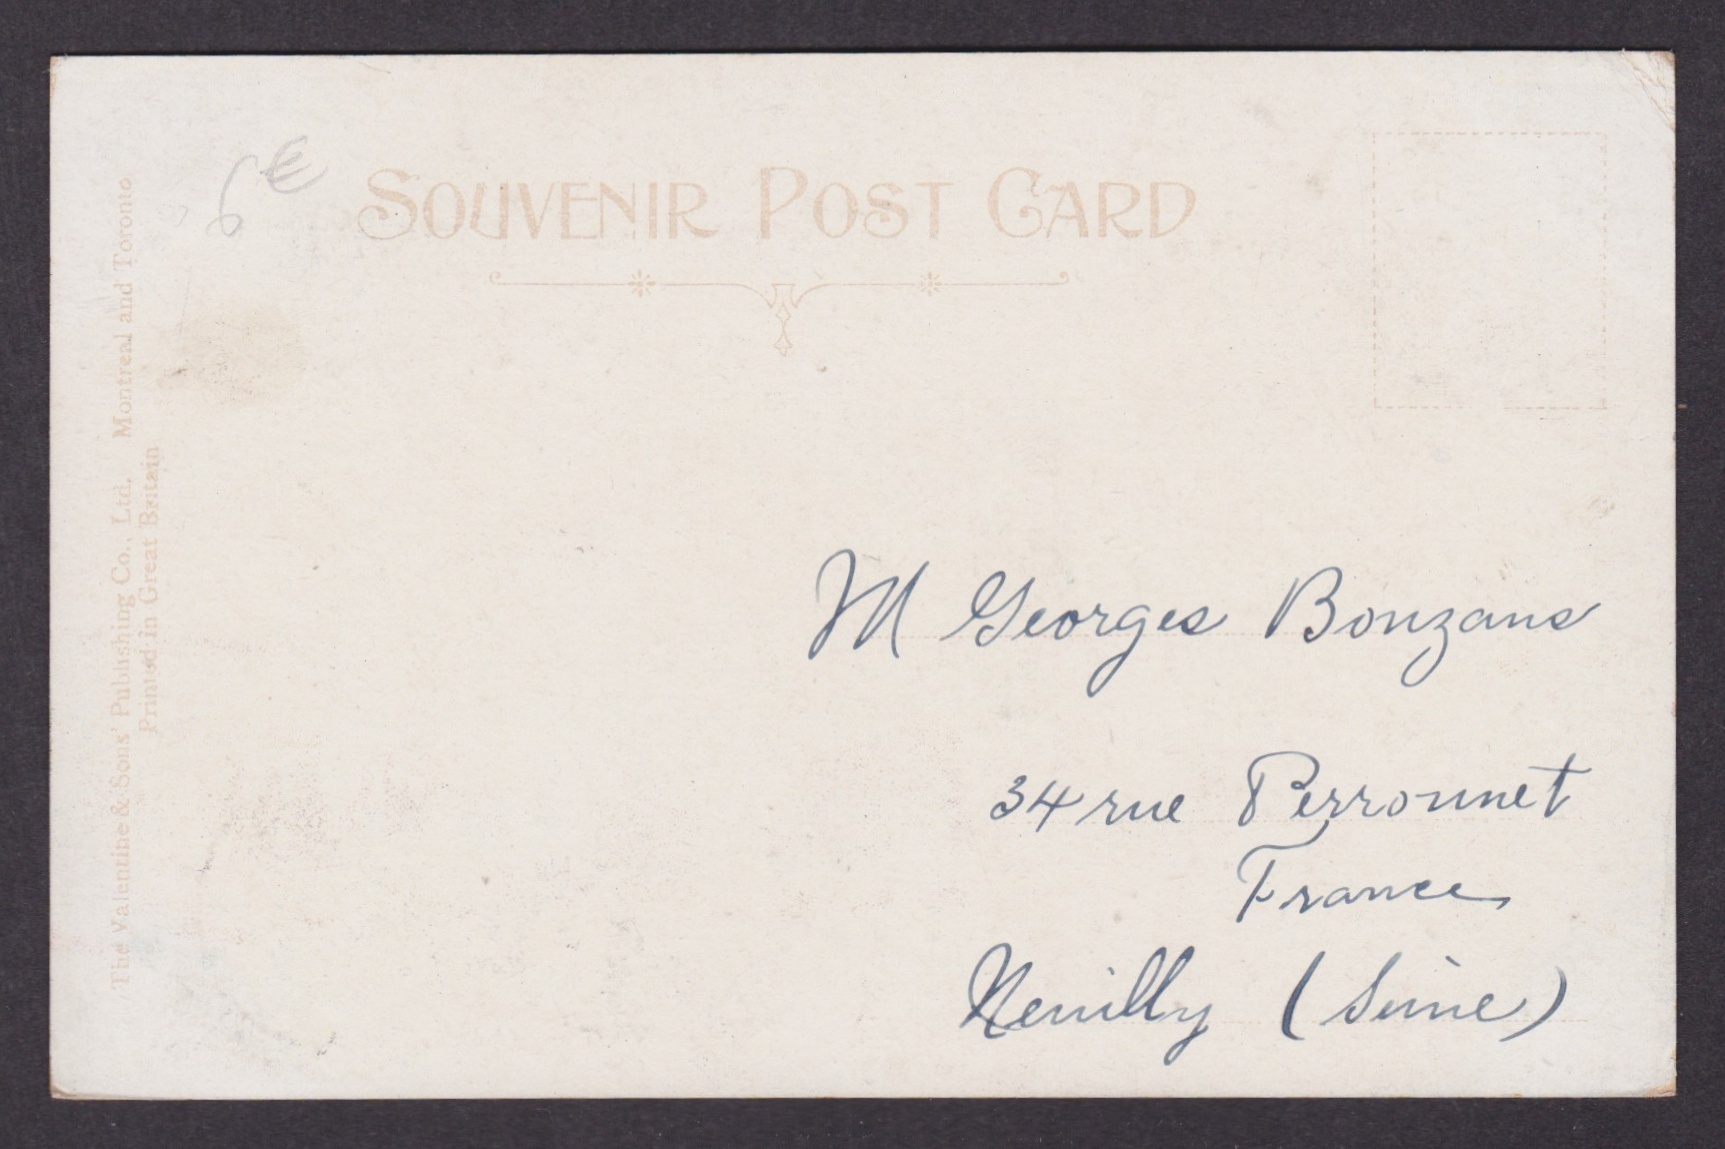 6 €
SOUVENIR POST CARD
The Valentine & Sons' Publishing Co., Ltd. Montreal and Toronto
Printed in Great Britain
M Georges Bonzans
34 rue Perronnet
France
Neuilly (Seine)